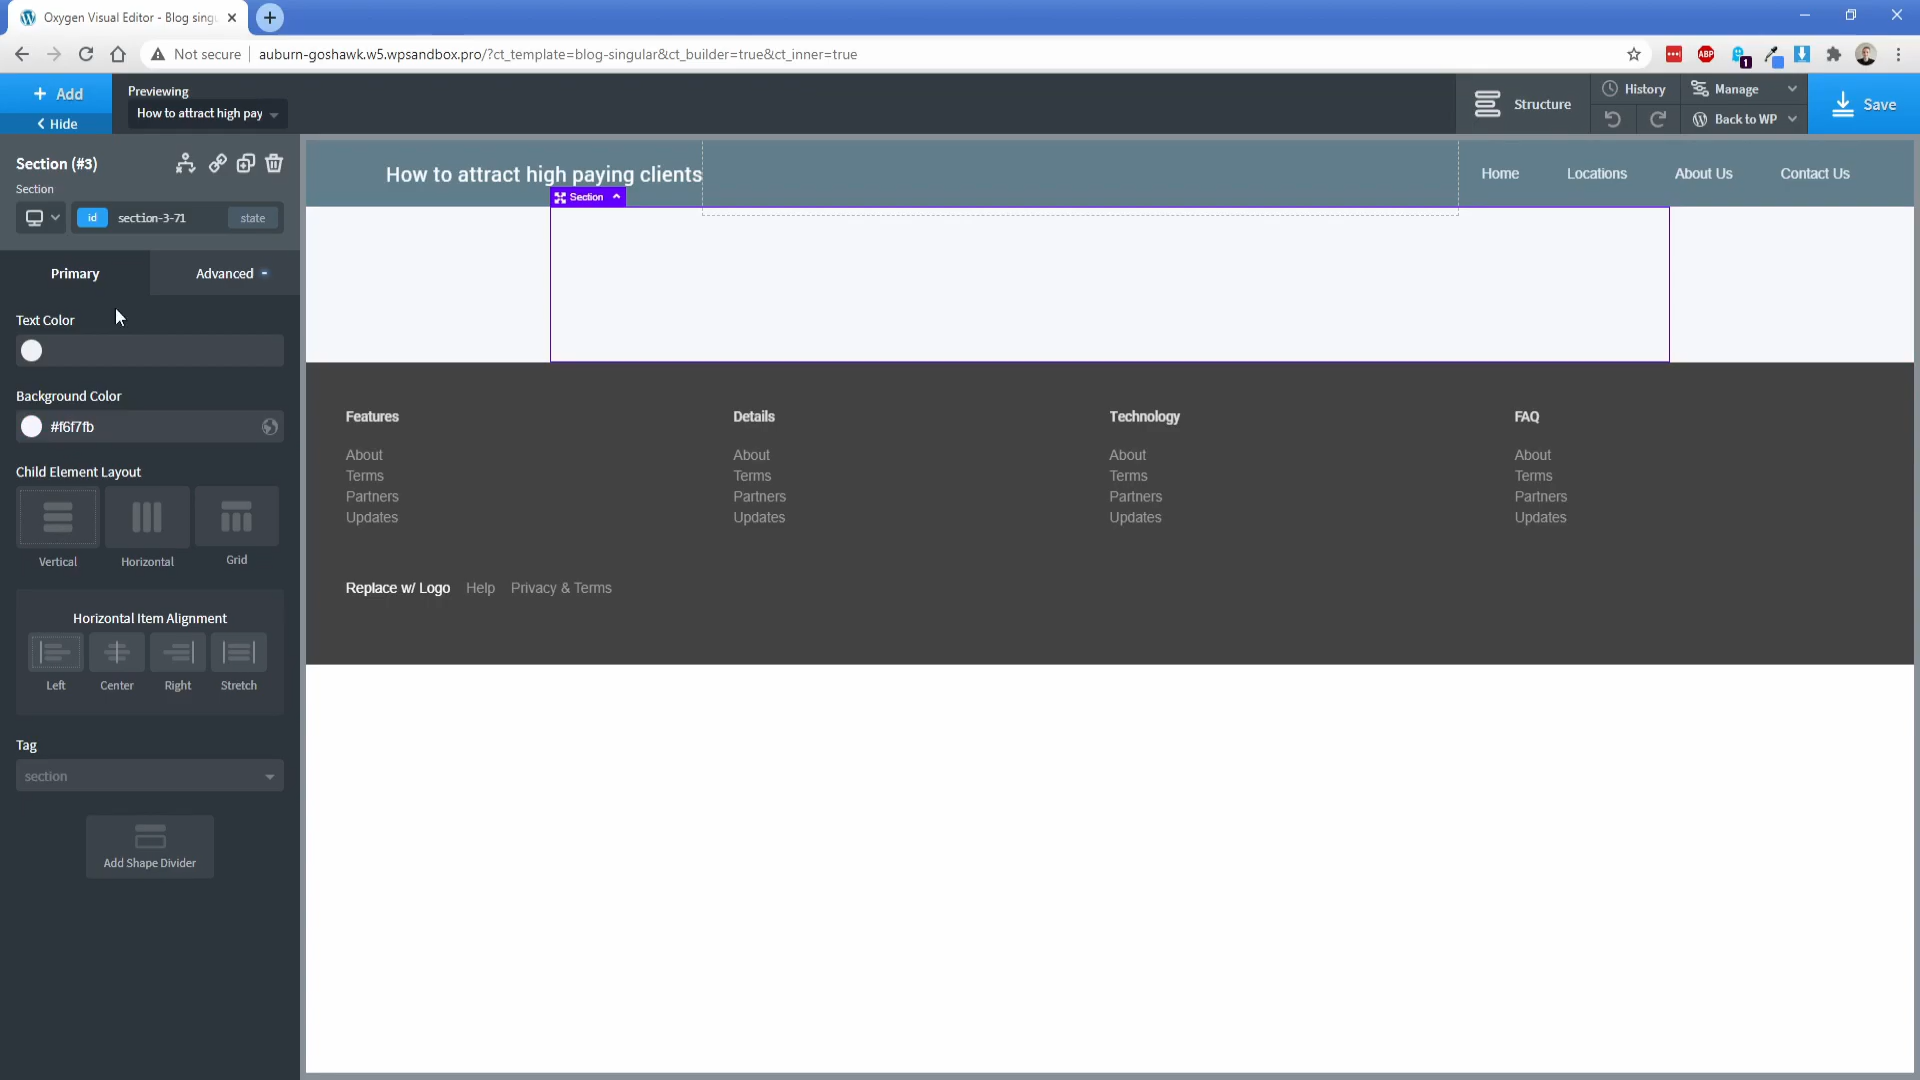 Oxygen Visual Editor - Blog sing
Not secure
auburn-goshawk.w5.wpsandbox.pro/?ct_template=blog-singular&ct_builder=true&ct_inner=true
ABP
1
+ Add
Hide
Previewing
How to attract high pay
Structure
History
Manage
Back to WP
Save
Section (#3)
Section
id
section-3-71
state
Primary
Advanced
Text Color
Background Color
#f6f7fb
Child Element Layout
Vertical
Horizontal
Grid
Horizontal Item Alignment
Left
Center
Right
Stretch
Tag
section
Add Shape Divider
How to attract high paying clients
Home
Locations
About Us
Contact Us
Section
Features
About
Terms
Partners
Updates
Details
About
Terms
Partners
Updates
Technology
About
Terms
Partners
Updates
FAQ
About
Terms
Partners
Updates
Replace w/ Logo
Help
Privacy & Terms